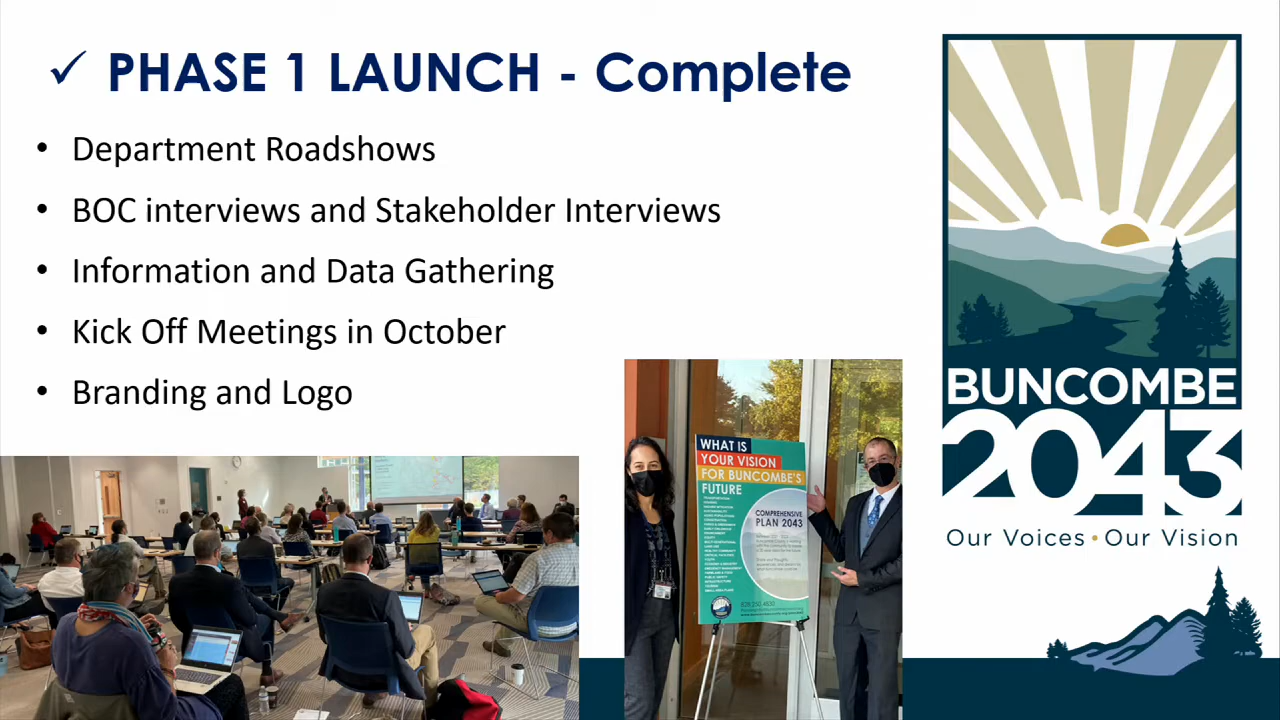 ✓ PHASE 1 LAUNCH - Complete
• Department Roadshows
• BOC interviews and Stakeholder Interviews
• Information and Data Gathering
• Kick Off Meetings in October
• Branding and Logo
WHAT IS
YOUR VISION
FOR BUNCOMBE'S
FUTURE
COMPREHENSIVE
PLAN 2043
BUNCOMBE
2043
Our Voices • Our Vision